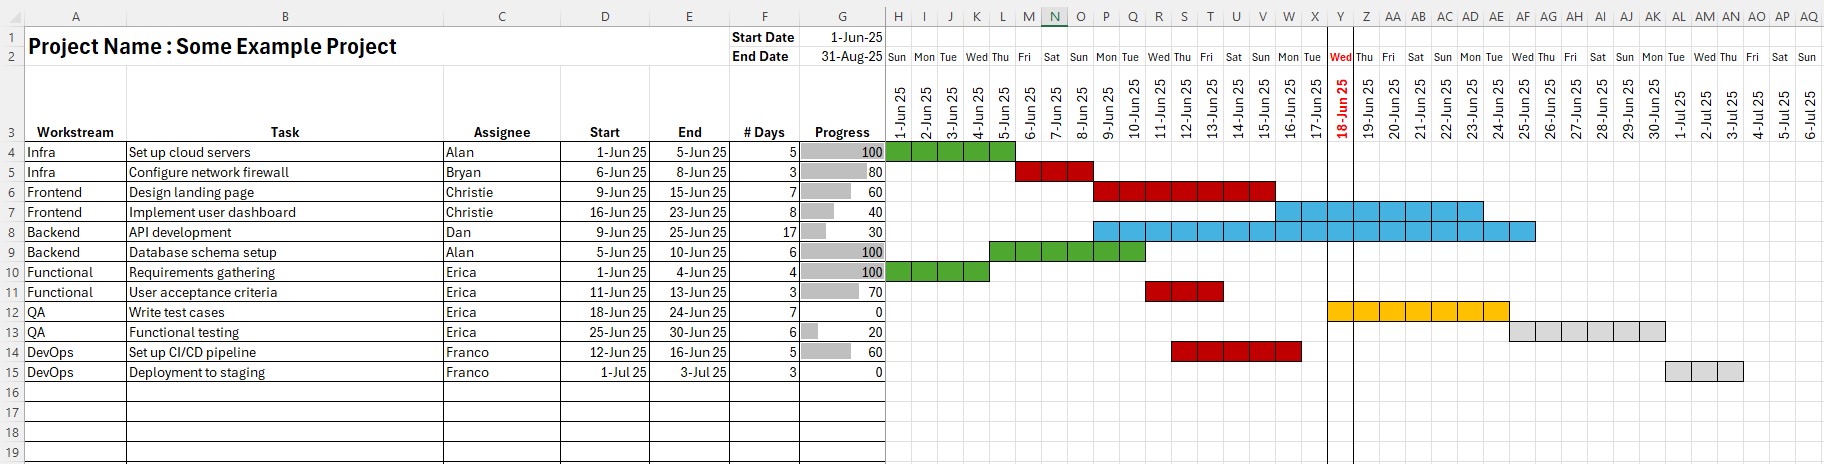 A B C D E F G H I J K L M N O P Q R S T U V W X Y Z AA AB AC AD AE AF AG AH AI AJ AK AL AM AN AO AP AQ
1 Project Name : Some Example Project Start Date 1-Jun-25
2 End Date 31-Aug-25 Sun Mon Tue Wed Thu Fri Sat Sun Mon Tue Wed Thu Fri Sat Sun Mon Tue Wed Thu Fri Sat Sun Mon Tue Wed Thu Fri Sat Sun Mon Tue Wed Thu Fri Sat Sun
3 Workstream Task Assignee Start End # Days Progress 1-Jun 25 2-Jun 25 3-Jun 25 4-Jun 25 5-Jun 25 6-Jun 25 7-Jun 25 8-Jun 25 9-Jun 25 10-Jun 25 11-Jun 25 12-Jun 25 13-Jun 25 14-Jun 25 15-Jun 25 16-Jun 25 17-Jun 25 18-Jun 25 19-Jun 25 20-Jun 25 21-Jun 25 22-Jun 25 23-Jun 25 24-Jun 25 25-Jun 25 26-Jun 25 27-Jun 25 28-Jun 25 29-Jun 25 30-Jun 25 1-Jul 25 2-Jul 25 3-Jul 25 4-Jul 25 5-Jul 25 6-Jul 25
4 Infra Set up cloud servers Alan 1-Jun 25 5-Jun 25 5 100
5 Infra Configure network firewall Bryan 6-Jun 25 8-Jun 25 3 80
6 Frontend Design landing page Christie 9-Jun 25 15-Jun 25 7 60
7 Frontend Implement user dashboard Christie 16-Jun 25 23-Jun 25 8 40
8 Backend API development Dan 9-Jun 25 25-Jun 25 17 30
9 Backend Database schema setup Alan 5-Jun 25 10-Jun 25 6 100
10 Functional Requirements gathering Erica 1-Jun 25 4-Jun 25 4 100
11 Functional User acceptance criteria Erica 11-Jun 25 13-Jun 25 3 70
12 QA Write test cases Erica 18-Jun 25 24-Jun 25 7 0
13 QA Functional testing Erica 25-Jun 25 30-Jun 25 6 20
14 DevOps Set up CI/CD pipeline Franco 12-Jun 25 16-Jun 25 5 60
15 DevOps Deployment to staging Franco 1-Jul 25 3-Jul 25 3 0
16
17
18
19